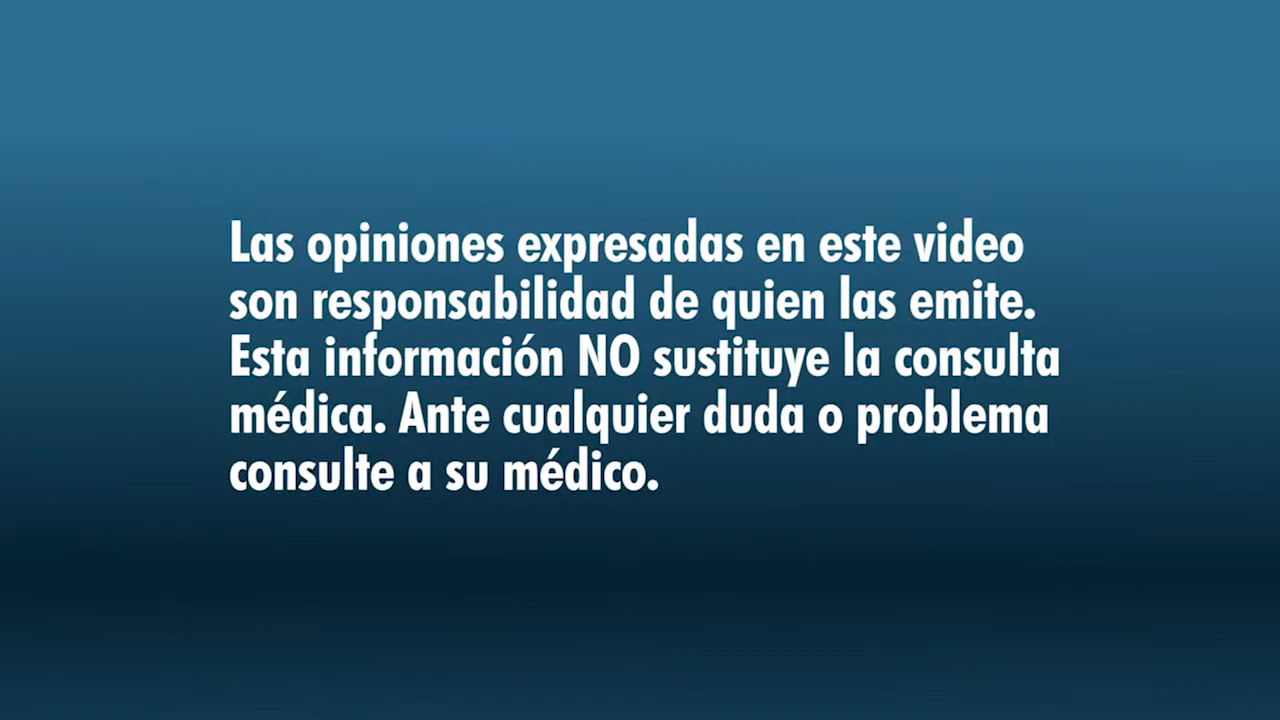 Las opiniones expresadas en este video
son responsabilidad de quien las emite.
Esta información NO sustituye la consulta
médica. Ante cualquier duda o problema
consulte a su médico.